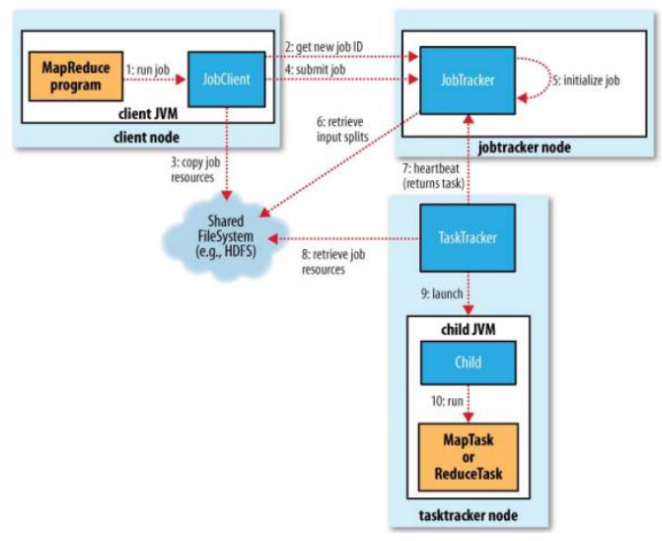 MapReduce
program
1: run job
JobClient
client JVM
client node
2: get new job ID
4: submit job
JobTracker
5: initialize job
jobtracker node
3: copy job
resources
6: retrieve
input splits
7: heartbeat
(returns task)
Shared
FileSystem
(e.g., HDFS)
8: retrieve job
resources
TaskTracker
9: launch
child JVM
Child
10: run
MapTask
or
ReduceTask
tasktracker node